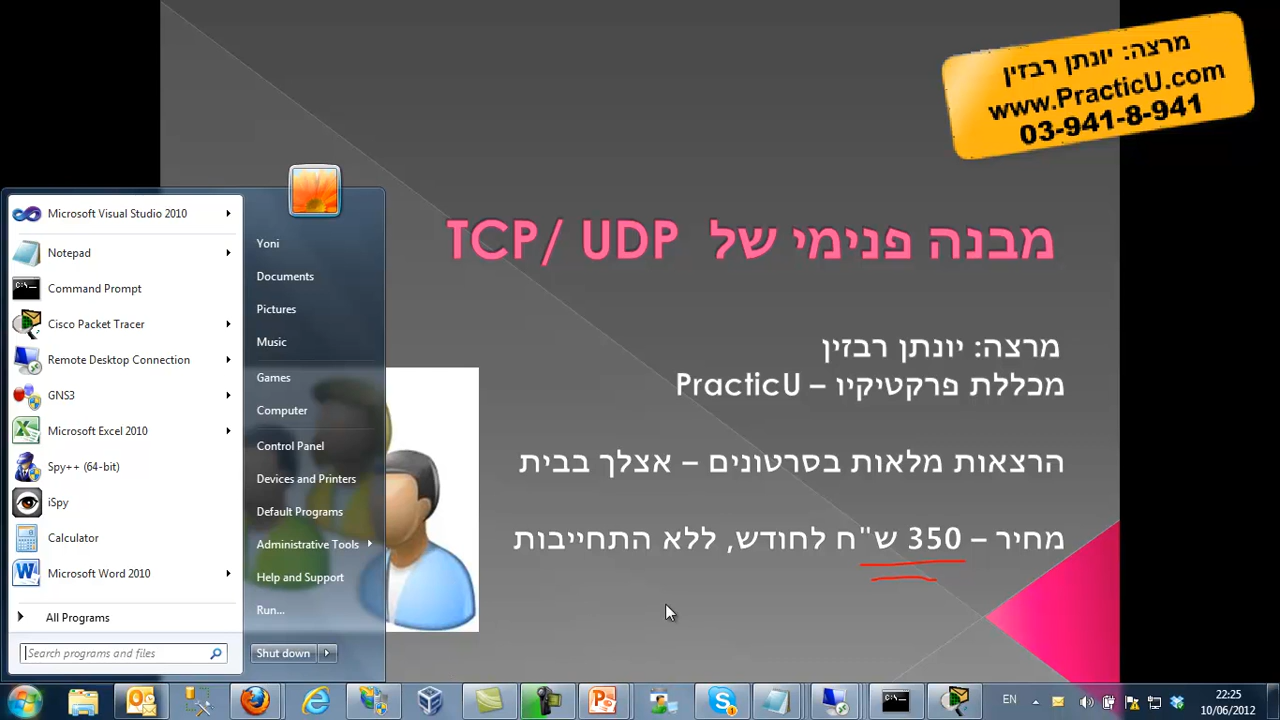 מרצה: יונתן רבזין
www.PracticU.com
03-941-8-941
מבנה פנימי של TCP/ UDP
מרצה: יונתן רבזין
מכללת פרקטיקיו – PracticU
הרצאות מלאות בסרטונים – אצלך בבית
מחיר – 350 ש"ח לחודש, ללא התחייבות
Microsoft Visual Studio 2010
Notepad
Command Prompt
Cisco Packet Tracer
Remote Desktop Connection
GNS3
Microsoft Excel 2010
Spy++ (64-bit)
iSpy
Calculator
Microsoft Word 2010
All Programs
Search programs and files
Yoni
Documents
Pictures
Music
Games
Computer
Control Panel
Devices and Printers
Default Programs
Administrative Tools
Help and Support
Run...
Shut down
EN
22:25
10/06/2012